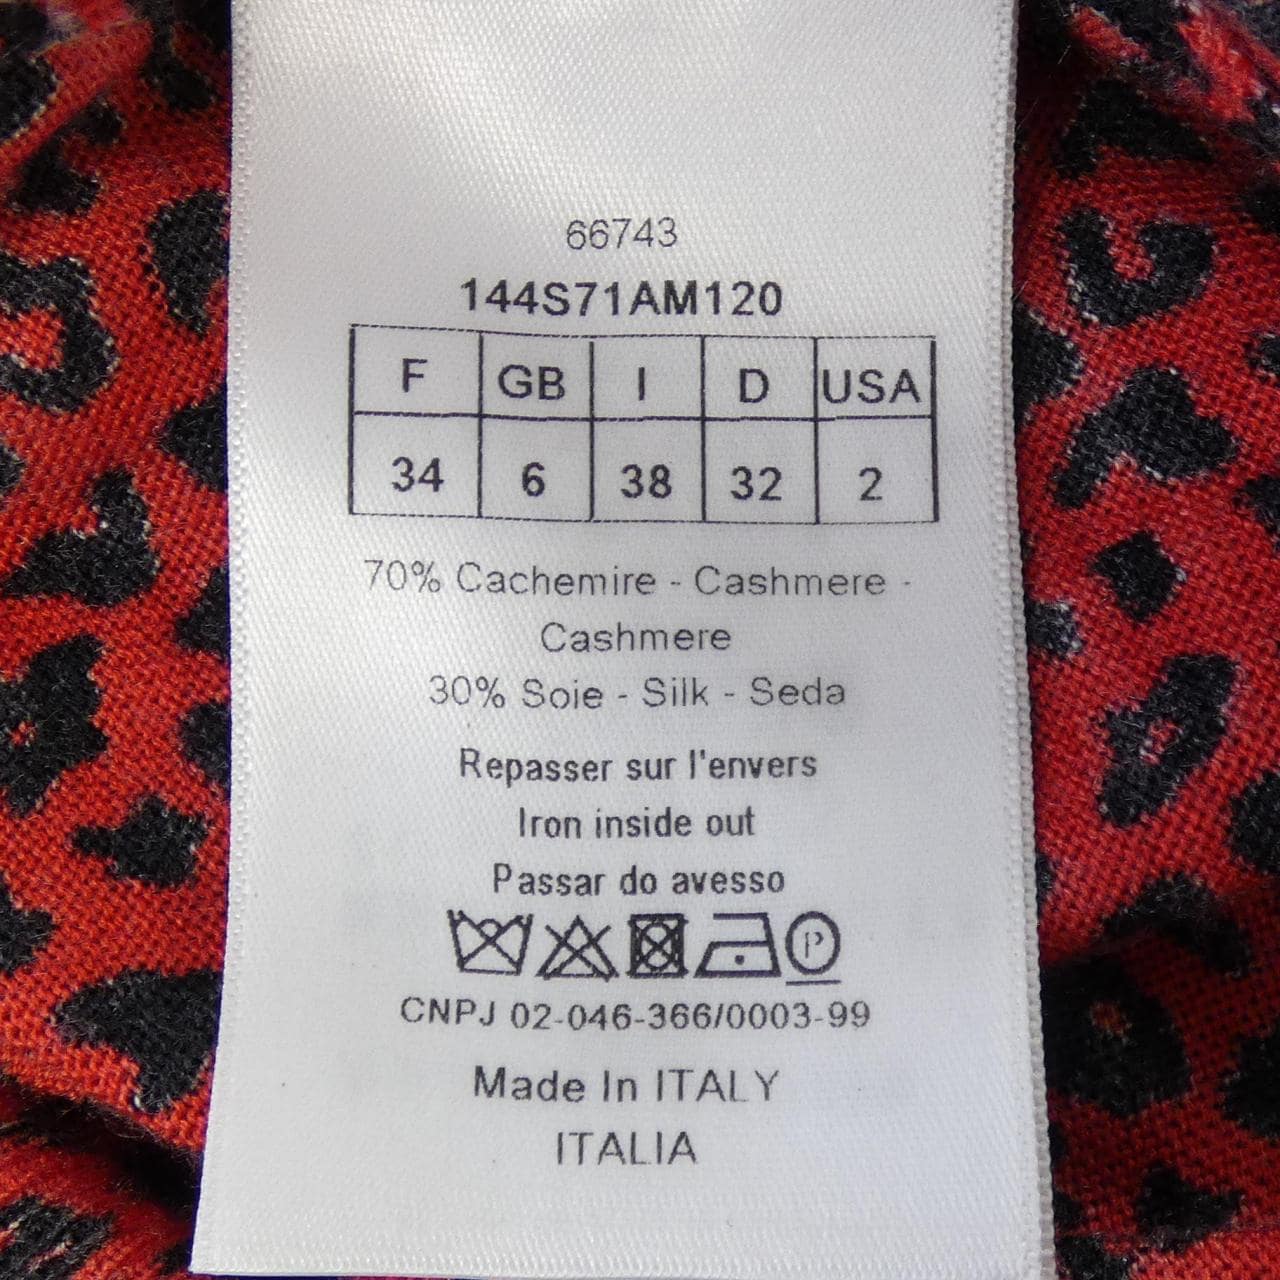 66743
144S71AM120
F GB I D USA
34 6 38 32 2
70% Cachemire - Cashmere -
Cashmere
30% Soie - Silk - Seda
Repasser sur l'envers
Iron inside out
Passar do avesso
P
CNPJ 02-046-366/0003-99
Made In ITALY
ITALIA